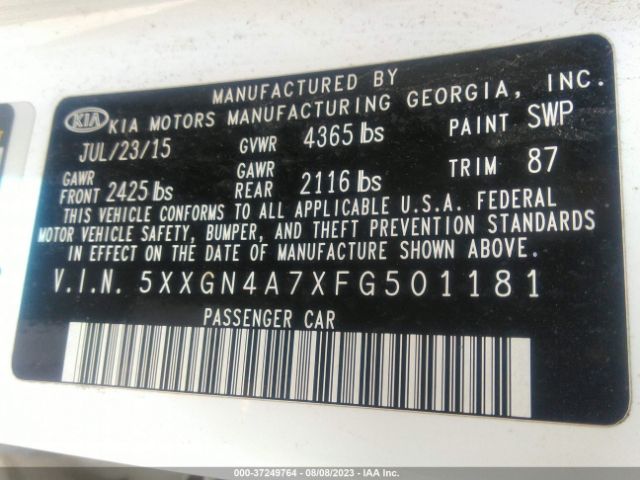 MANUFACTURED BY
KIA KIA MOTORS MANUFACTURING GEORGIA, INC.
JUL/23/15 GVWR 4365 lbs PAINT SWP
GAWR FRONT 2425 lbs GAWR REAR 2116 lbs TRIM 87
THIS VEHICLE CONFORMS TO ALL APPLICABLE U.S.A. FEDERAL
MOTOR VEHICLE SAFETY, BUMPER, AND THEFT PREVENTION STANDARDS
IN EFFECT ON THE DATE OF MANUFACTURE SHOWN ABOVE.
V.I.N. 5XXGN4A7XFG501181
PASSENGER CAR
000-37249764 - 08/08/2023 - IAA Inc.